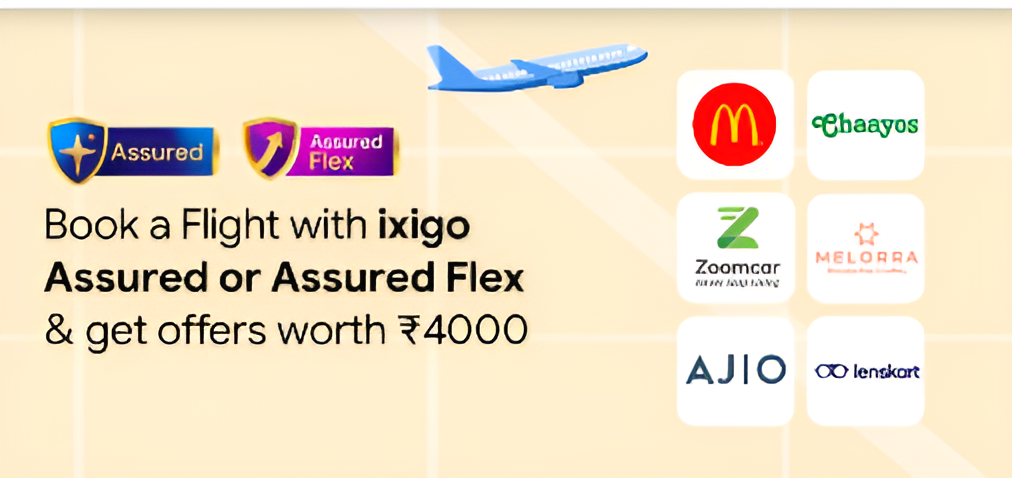 Assured
Assured
Flex
Book a Flight with ixigo
Assured or Assured Flex
& get offers worth ₹4000
Chaayos
Zoomcar
MELORRA
AJIO
lenskart